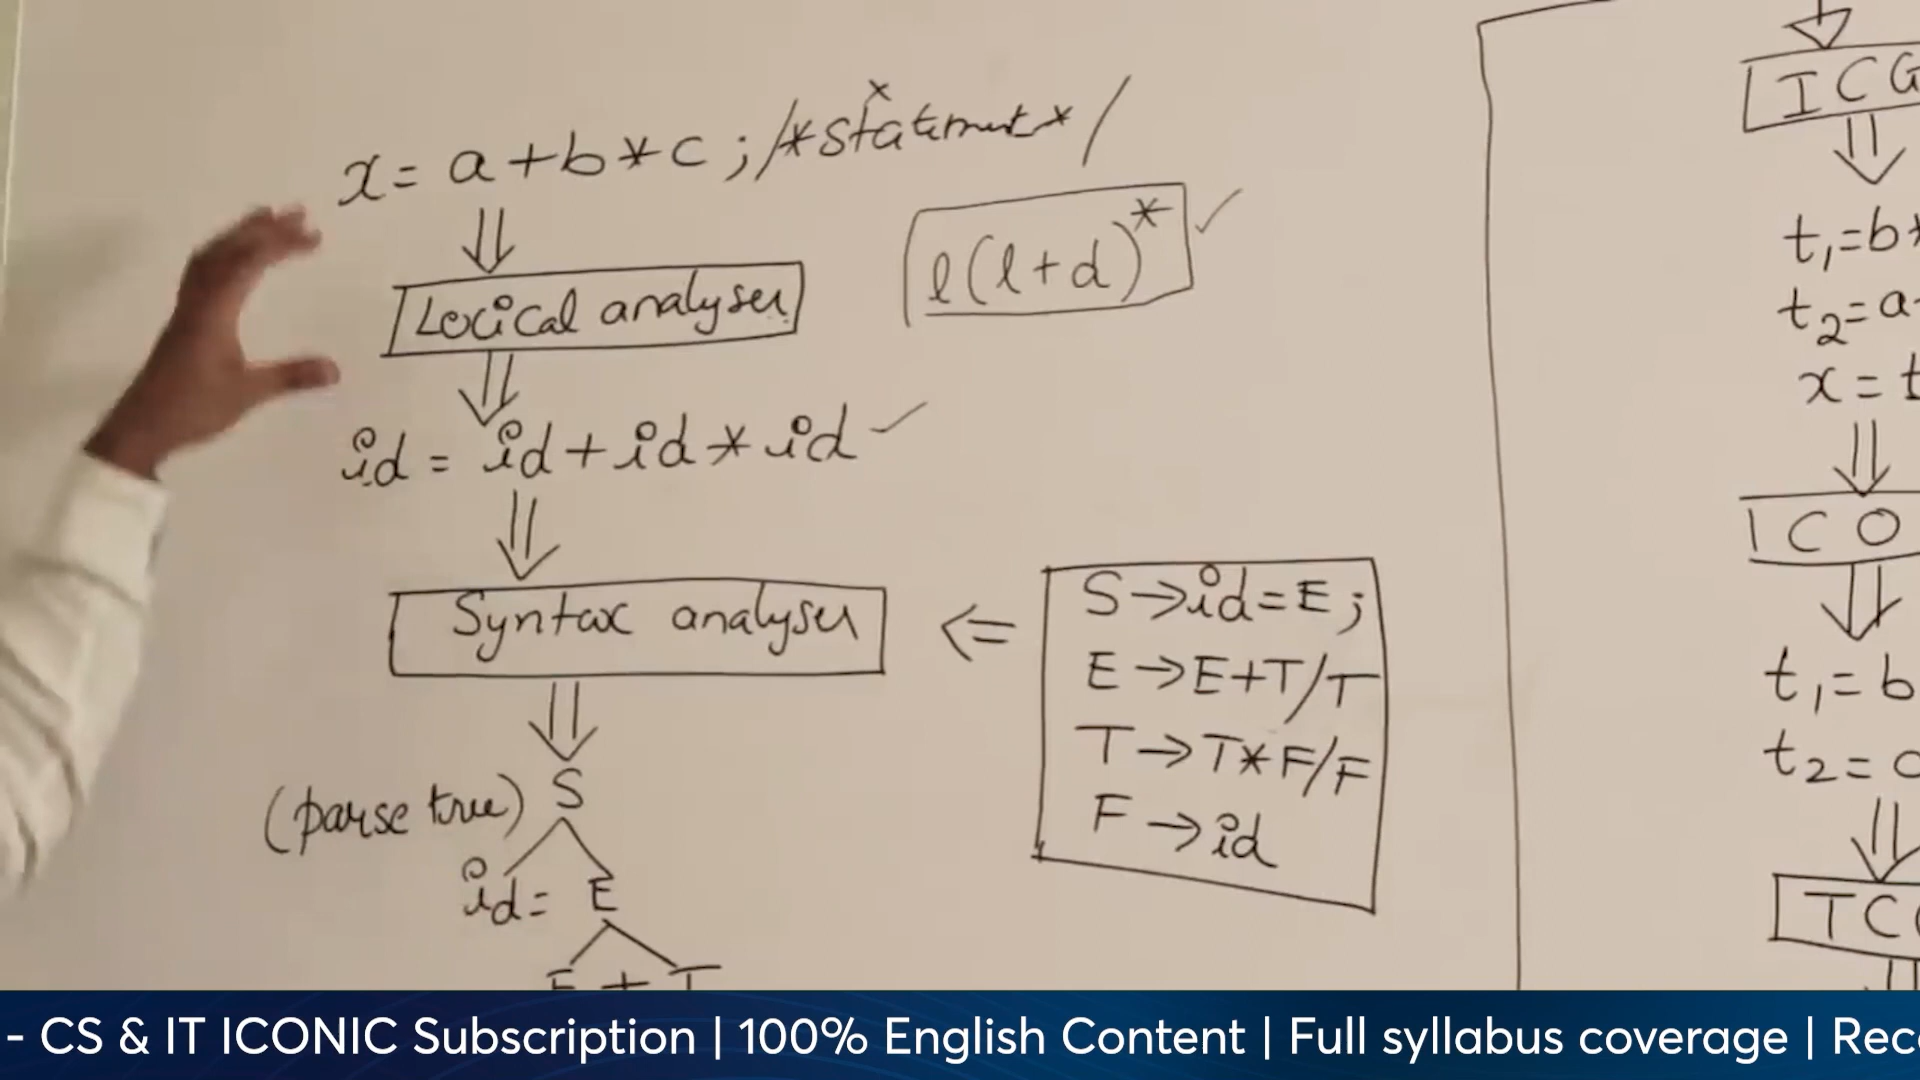 x = a + b * c ; /* statement */
x
l(l+d)* ✓
Lexical analyser
id = id + id * id ✓
Syntax analyser
<=
S → id = E ;
E → E+T/T
T → T*F/F
F → id
(parse tree) S
id = E
E + T
ICG
t₁=b*
t₂=a
x = t
ICO
t₁= b
t₂=
TC
- CS & IT ICONIC Subscription | 100% English Content | Full syllabus coverage | Rec